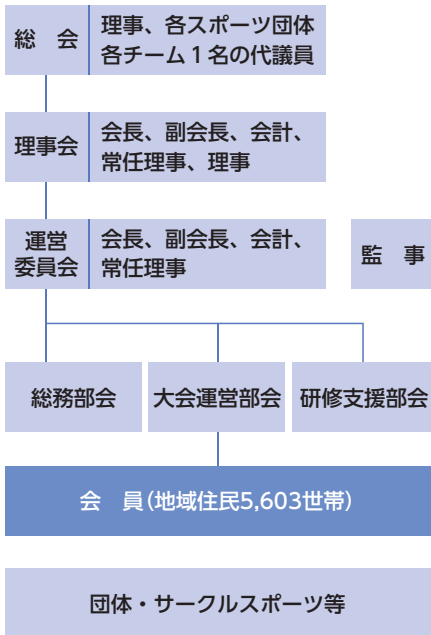 総　会
理事、各スポーツ団体
各チーム１名の代議員
理事会
会長、副会長、会計、
常任理事、理事
運営
委員会
会長、副会長、会計、
常任理事
監　事
総務部会
大会運営部会
研修支援部会
会　員（地域住民5,603世帯）
団体・サークルスポーツ等